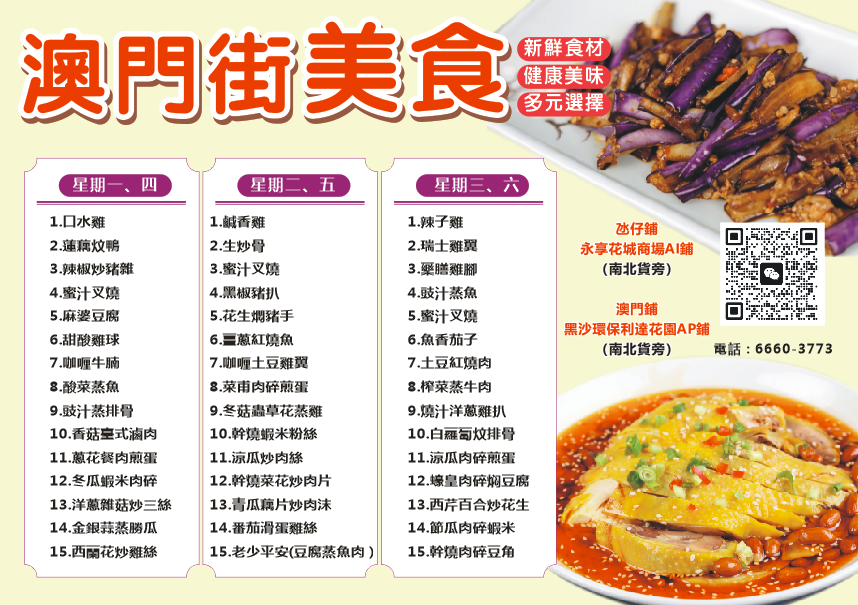 澳門街美食
新鮮食材
健康美味
多元選擇
星期一、四
1.口水雞
2.蓮藕炆鴨
3.辣椒炒豬雜
4.蜜汁叉燒
5.麻婆豆腐
6.甜酸雞球
7.咖喱牛腩
8.酸菜蒸魚
9.豉汁蒸排骨
10.香菇臺式滷肉
11.蔥花餐肉煎蛋
12.冬瓜蝦米肉碎
13.洋蔥雜菇炒三絲
14.金銀蒜蒸勝瓜
15.西蘭花炒雞絲
星期二、五
1.鹹香雞
2.生炒骨
3.蜜汁叉燒
4.黑椒豬扒
5.花生燜豬手
6.薑蔥紅燒魚
7.咖喱土豆雞翼
8.菜甫肉碎煎蛋
9.冬菇蟲草花蒸雞
10.幹燒蝦米粉絲
11.涼瓜炒肉絲
12.幹燒菜花炒肉片
13.青瓜藕片炒肉沫
14.番茄滑蛋雞絲
15.老少平安(豆腐蒸魚肉)
星期三、六
1.辣子雞
2.瑞士雞翼
3.藥膳雞腳
4.豉汁蒸魚
5.蜜汁叉燒
6.魚香茄子
7.土豆紅燒肉
8.榨菜蒸牛肉
9.燒汁洋蔥雞扒
10.白蘿蔔炆排骨
11.涼瓜肉碎煎蛋
12.蠔皇肉碎焖豆腐
13.西芹百合炒花生
14.節瓜肉碎蝦米
15.幹燒肉碎豆角
氹仔鋪
永享花城商場AI鋪
(南北貨旁)
澳門鋪
黑沙環保利達花園AP鋪
(南北貨旁)
電話：6660-3773